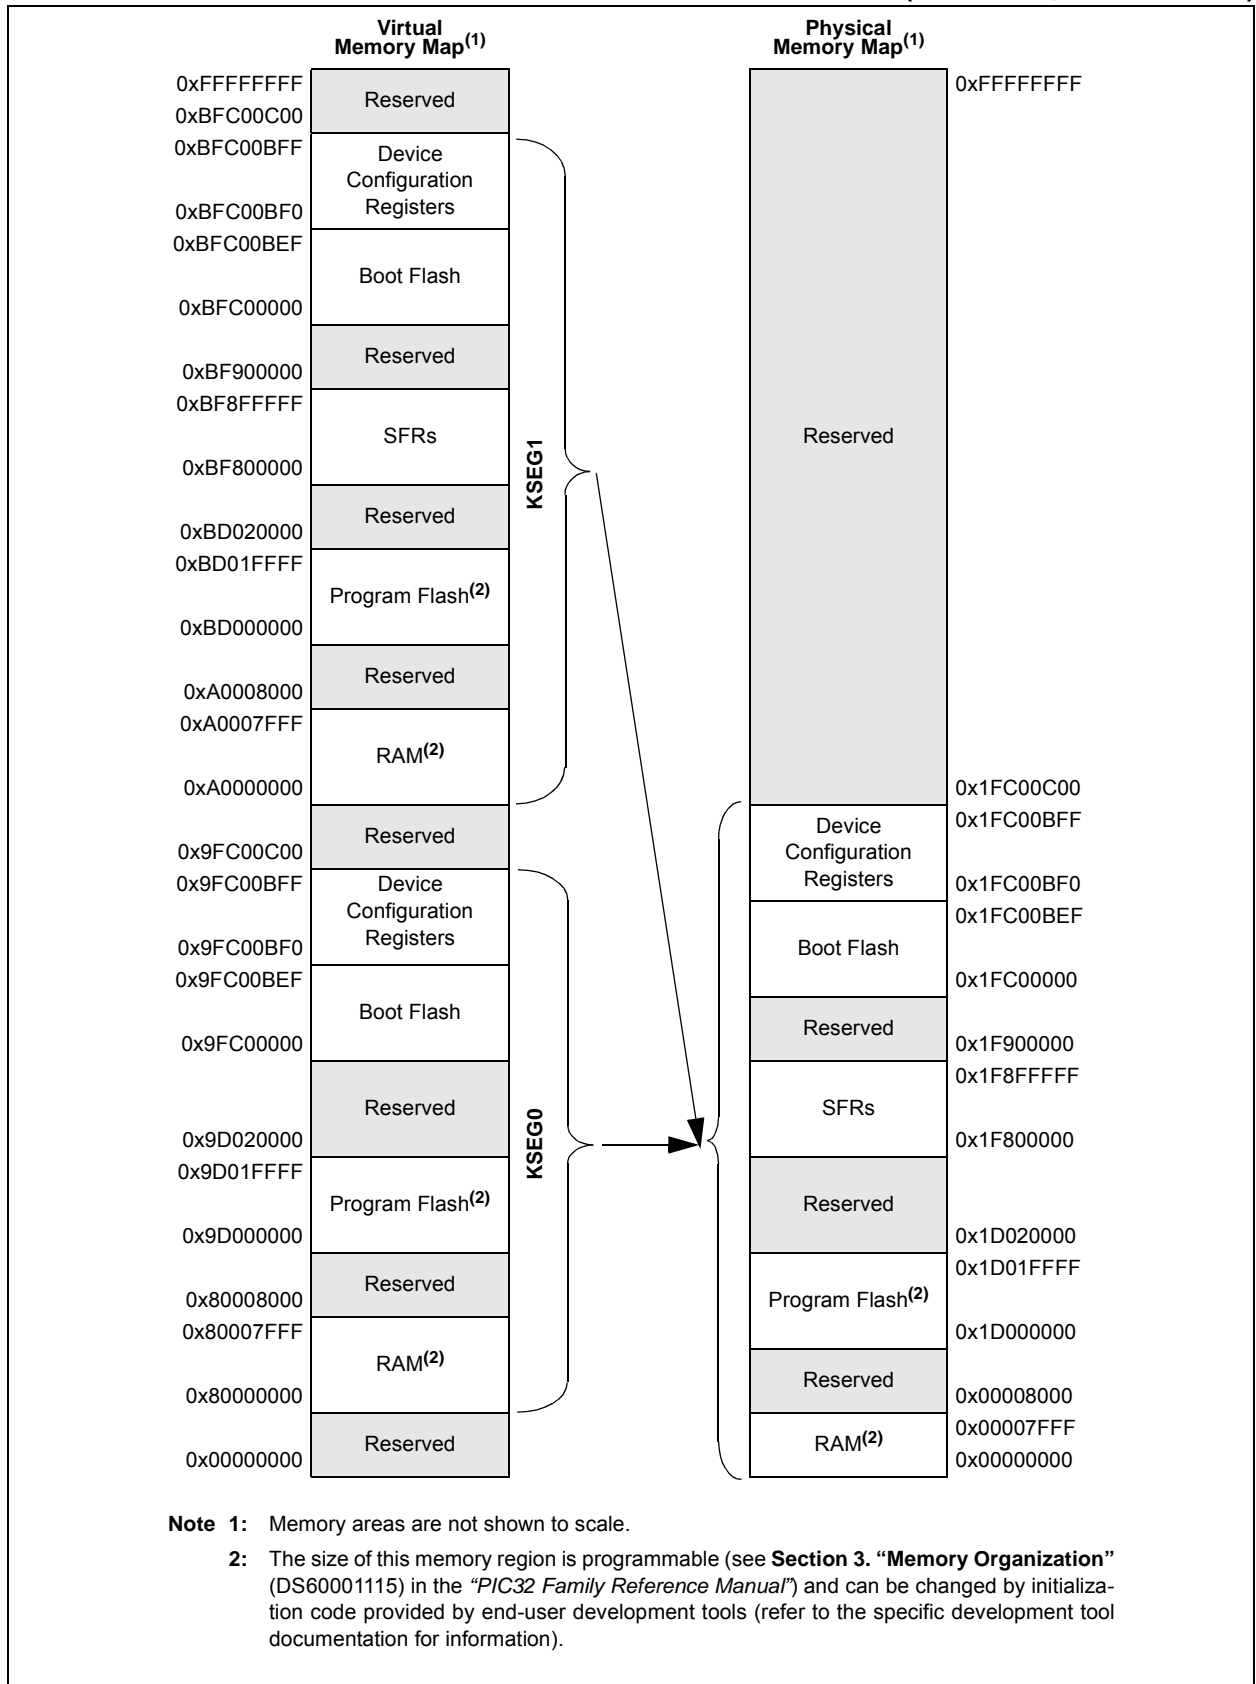 Virtual
Memory Map(1)
Physical
Memory Map(1)
0xFFFFFFFF
Reserved
0xBFC00C00
0xBFC00BFF
Device
Configuration
Registers
0xBFC00BF0
0xBFC00BEF
Boot Flash
0xBFC00000
Reserved
0xBF900000
0xBF8FFFFF
SFRs
0xBF800000
Reserved
0xBD020000
0xBD01FFFF
Program Flash(2)
0xBD000000
Reserved
0xA0008000
0xA0007FFF
RAM(2)
0xA0000000
KSEG1
Reserved
0x9FC00C00
0x9FC00BFF
Device
Configuration
Registers
0x9FC00BF0
0x9FC00BEF
Boot Flash
0x9FC00000
Reserved
0x9D020000
0x9D01FFFF
Program Flash(2)
0x9D000000
Reserved
0x80008000
0x80007FFF
RAM(2)
0x80000000
KSEG0
Reserved
0x00000000
0xFFFFFFFF
Reserved
0x1FC00C00
0x1FC00BFF
Device
Configuration
Registers
0x1FC00BF0
0x1FC00BEF
Boot Flash
0x1FC00000
Reserved
0x1F900000
0x1F8FFFFF
SFRs
0x1F800000
Reserved
0x1D020000
0x1D01FFFF
Program Flash(2)
0x1D000000
Reserved
0x00008000
0x00007FFF
RAM(2)
0x00000000
Note 1: Memory areas are not shown to scale.
2: The size of this memory region is programmable (see Section 3. “Memory Organization”
(DS60001115) in the “PIC32 Family Reference Manual”) and can be changed by initializa-
tion code provided by end-user development tools (refer to the specific development tool
documentation for information).